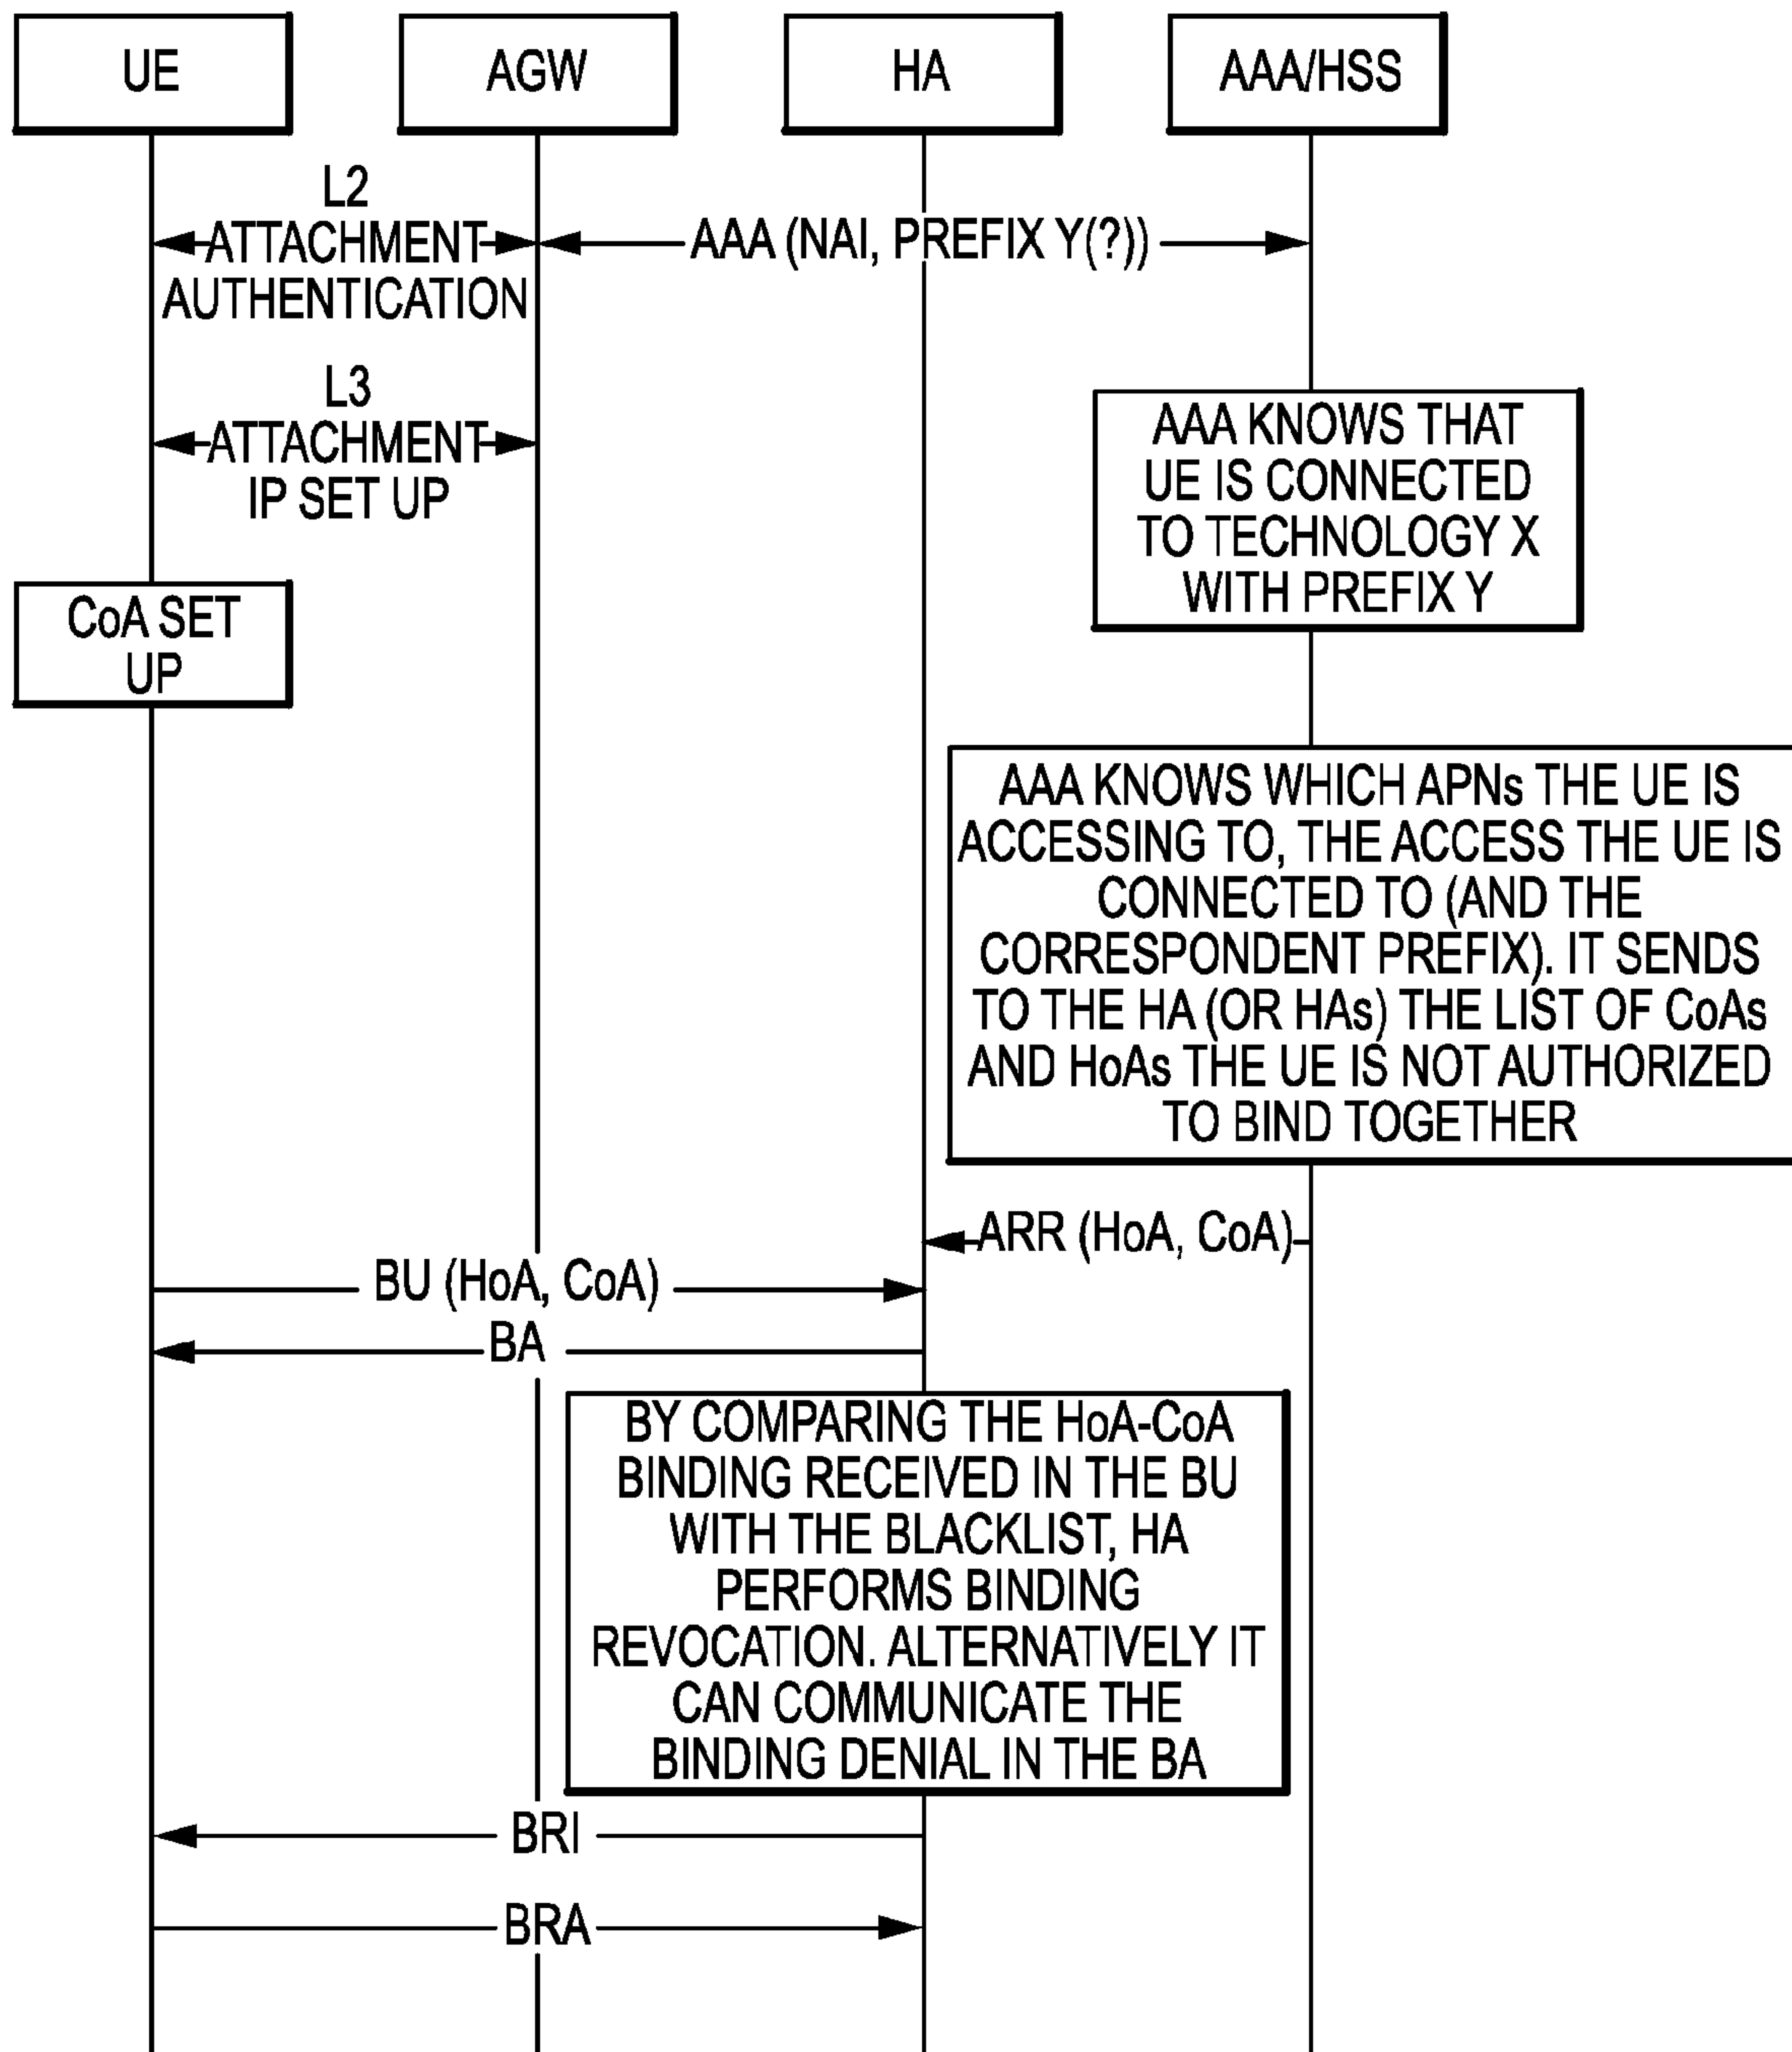 UE
AGW
HA
AAA/HSS
L2
ATTACHMENT
AUTHENTICATION
AAA (NAI, PREFIX Y(?))
L3
ATTACHMENT
IP SET UP
AAA KNOWS THAT
UE IS CONNECTED
TO TECHNOLOGY X
WITH PREFIX Y
CoA SET
UP
AAA KNOWS WHICH APNs THE UE IS
ACCESSING TO, THE ACCESS THE UE IS
CONNECTED TO (AND THE
CORRESPONDENT PREFIX). IT SENDS
TO THE HA (OR HAs) THE LIST OF CoAs
AND HoAs THE UE IS NOT AUTHORIZED
TO BIND TOGETHER
ARR (HoA, CoA)
BU (HoA, CoA)
BA
BY COMPARING THE HoA-CoA
BINDING RECEIVED IN THE BU
WITH THE BLACKLIST, HA
PERFORMS BINDING
REVOCATION. ALTERNATIVELY IT
CAN COMMUNICATE THE
BINDING DENIAL IN THE BA
BRI
BRA